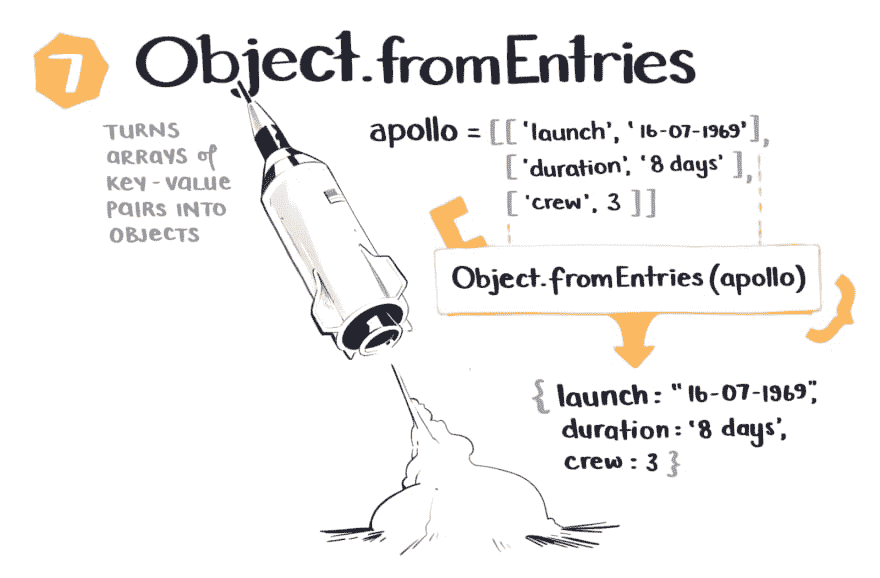 7
Object.fromEntries
TURNS
ARRAYS of
KEY-VALUE
PAIRS INTO
OBJECTS
apollo = [[ 'launch', '16-07-1969'],
['duration', '8 days' ],
[ 'crew', 3 ]]
Object.fromEntries (apollo)
{ launch: "16-07-1969",
duration: '8 days',
crew : 3 }